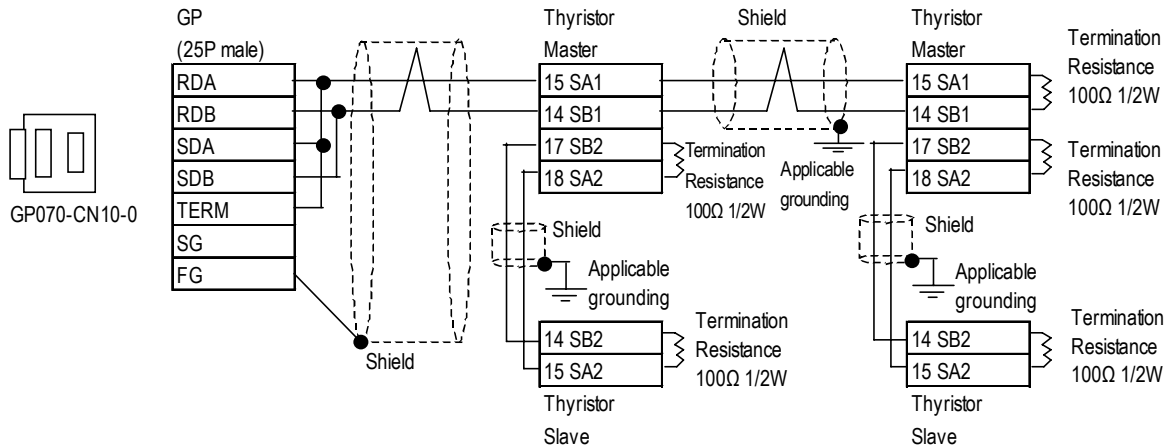 GP
(25P male)
RDA
RDB
SDA
SDB
TERM
SG
FG
GP070-CN10-0
Shield
Thyristor
Master
15 SA1
14 SB1
17 SB2
18 SA2
Termination
Resistance
100Ω 1/2W
Shield
Applicable
grounding
14 SB2
15 SA2
Thyristor
Slave
Termination
Resistance
100Ω 1/2W
Shield
Applicable
grounding
Thyristor
Master
15 SA1
14 SB1
17 SB2
18 SA2
Termination
Resistance
100Ω 1/2W
Termination
Resistance
100Ω 1/2W
Shield
Applicable
grounding
14 SB2
15 SA2
Thyristor
Slave
Termination
Resistance
100Ω 1/2W